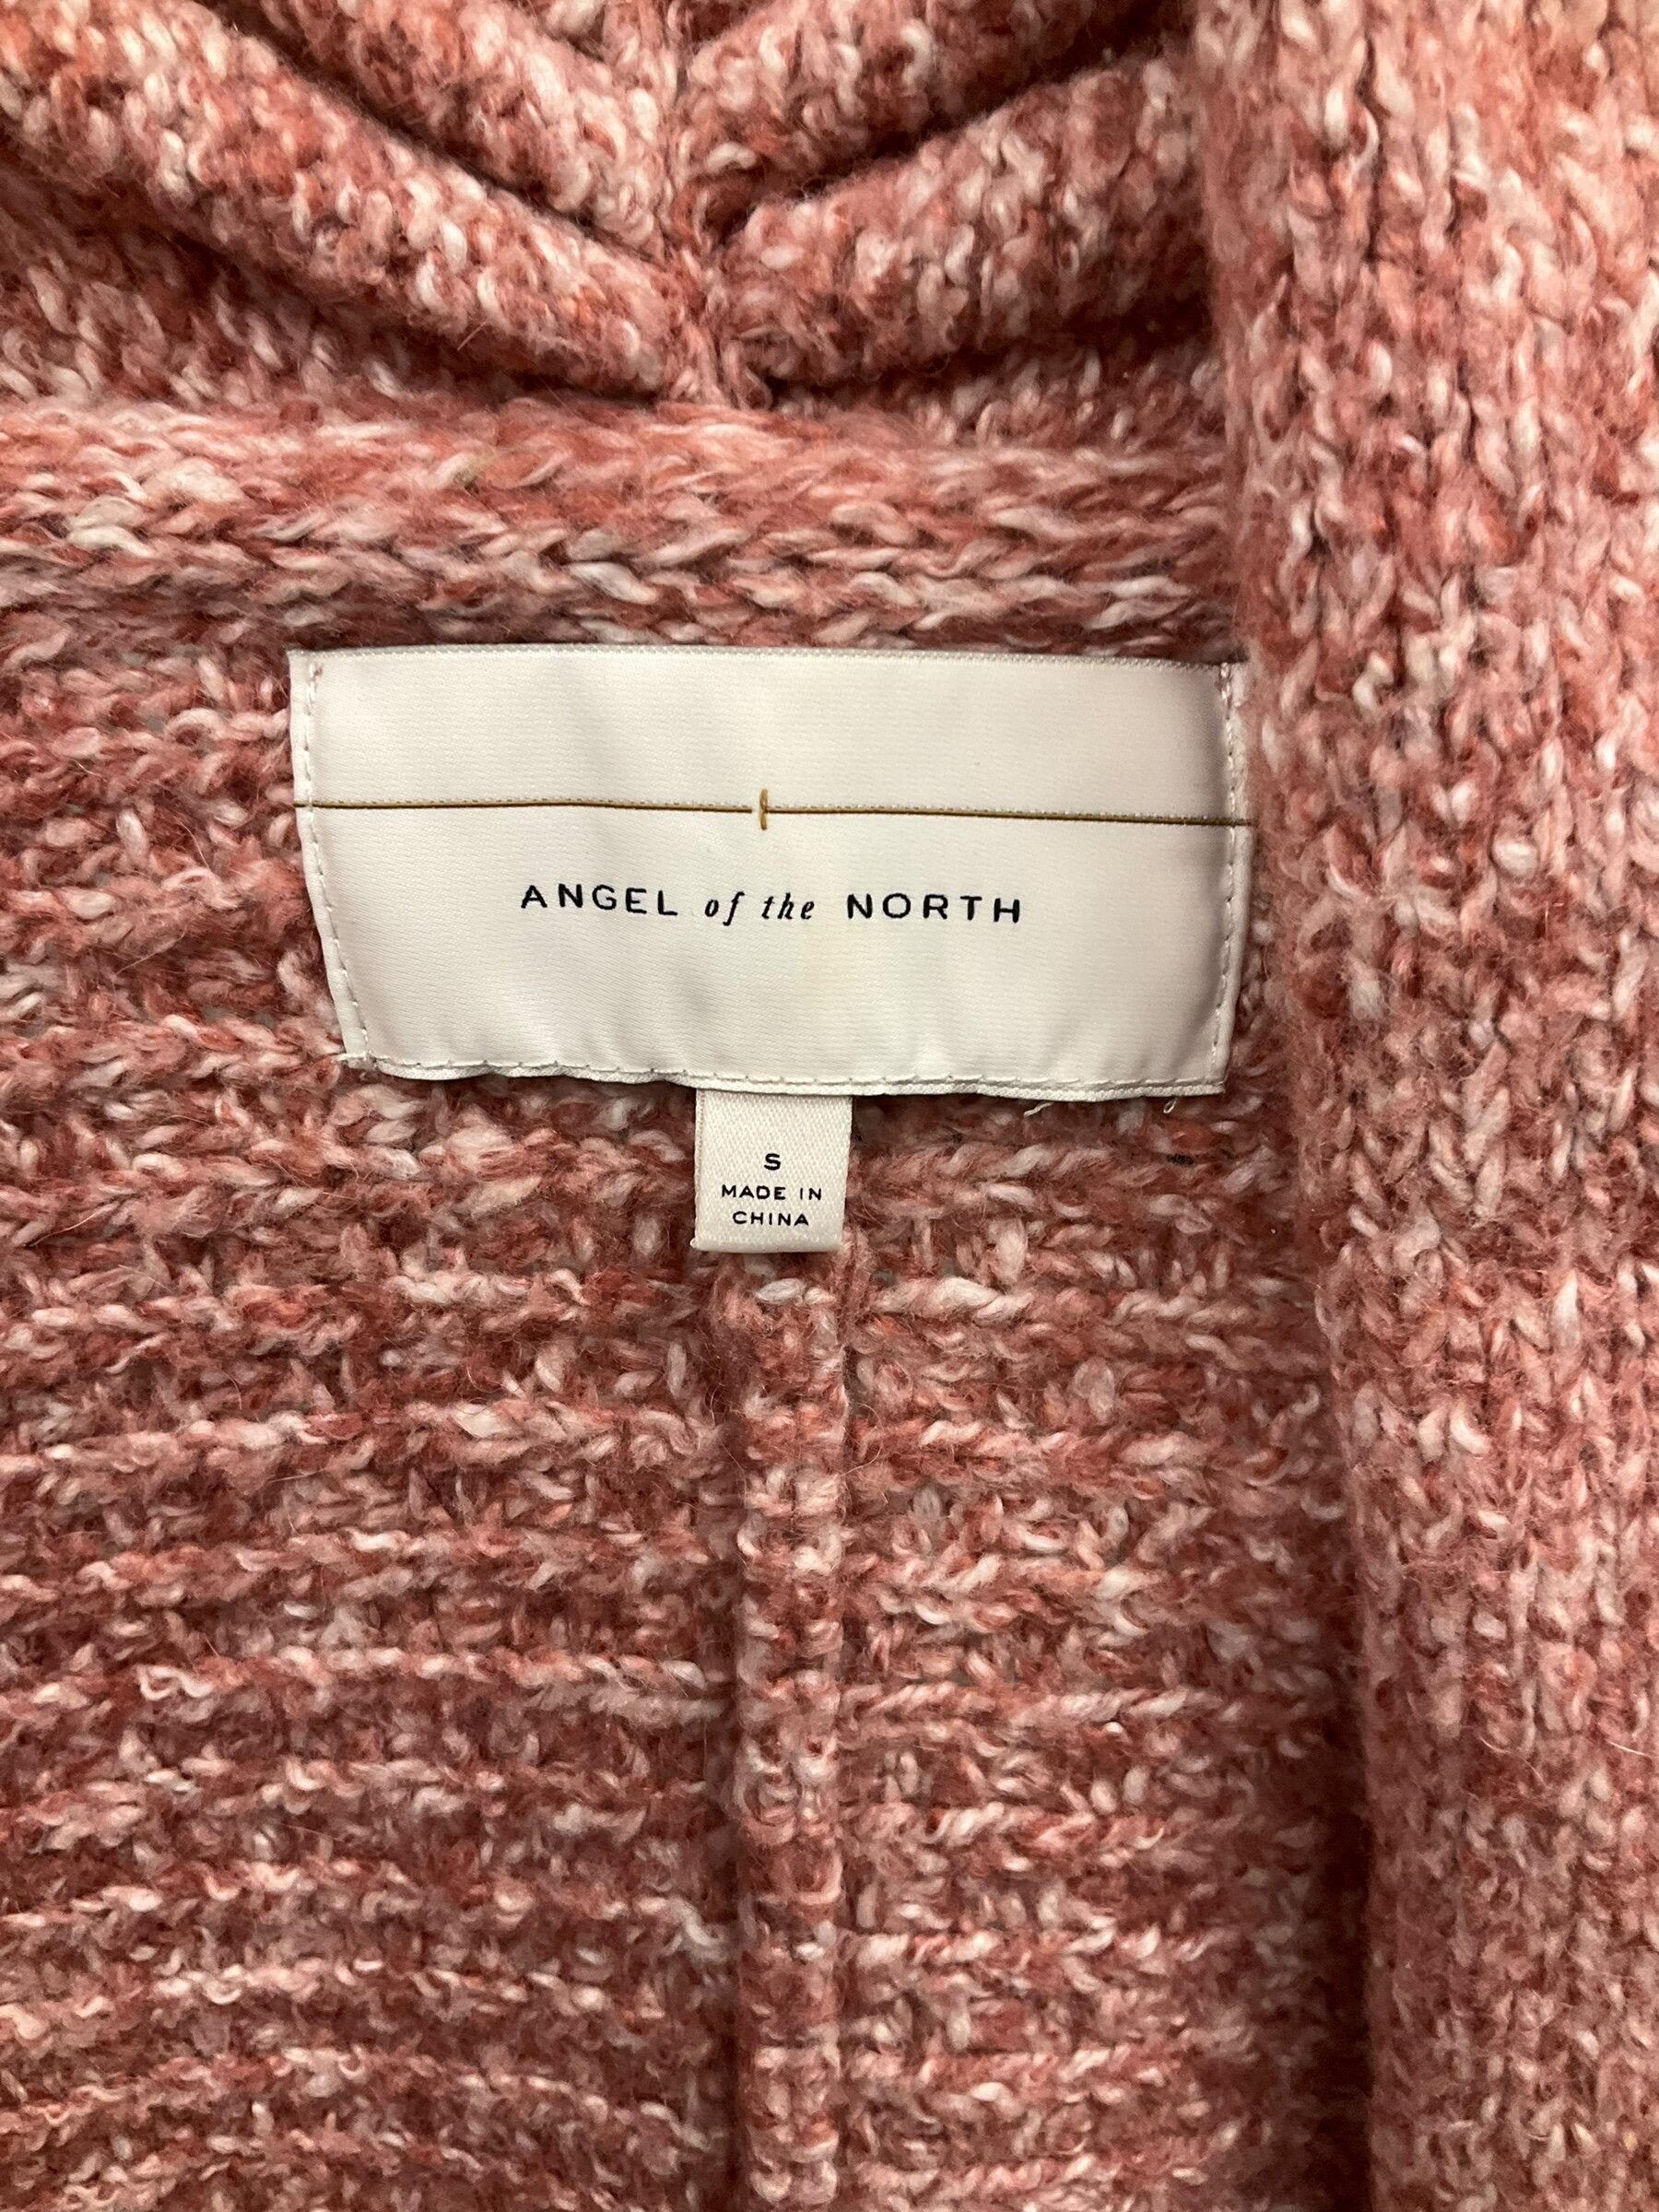 ANGEL of the NORTH
S
MADE IN
CHINA